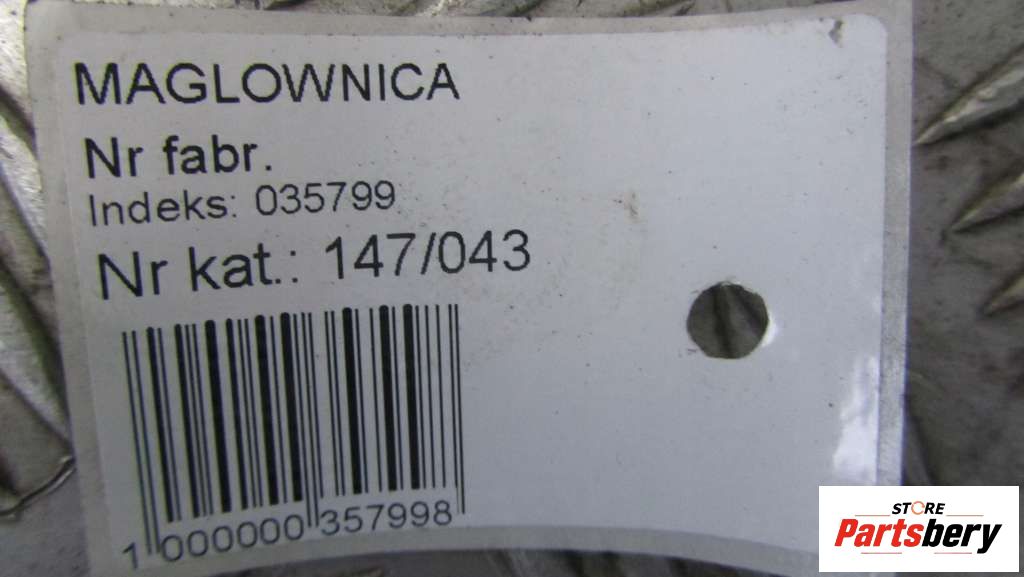 MAGLOWNICA
Nr fabr.
Indeks: 035799
Nr kat.: 147/043
1 000000 357998
STORE
Partsbery